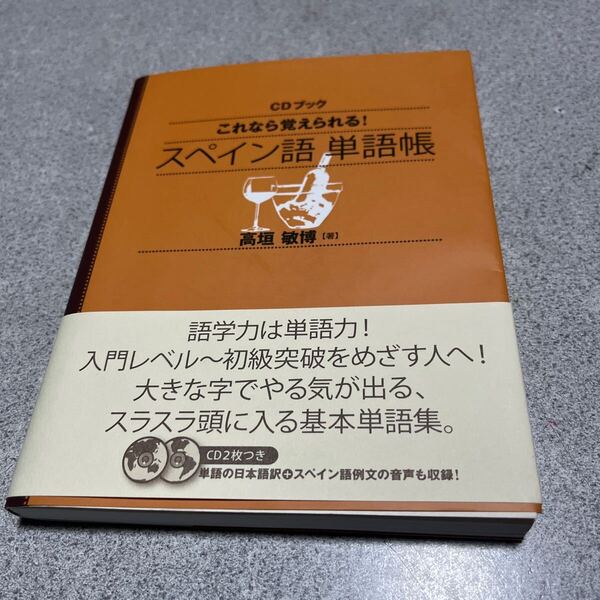 CDブック
これなら覚えられる!
スペイン語 単語帳
高垣 敏博[著]
語学力は単語力!
入門レベル〜初級突破をめざす人へ!
大きな字でやる気が出る、
スラスラ頭に入る基本単語集。
CD2枚つき
単語の日本語訳+スペイン語例文の音声も収録!